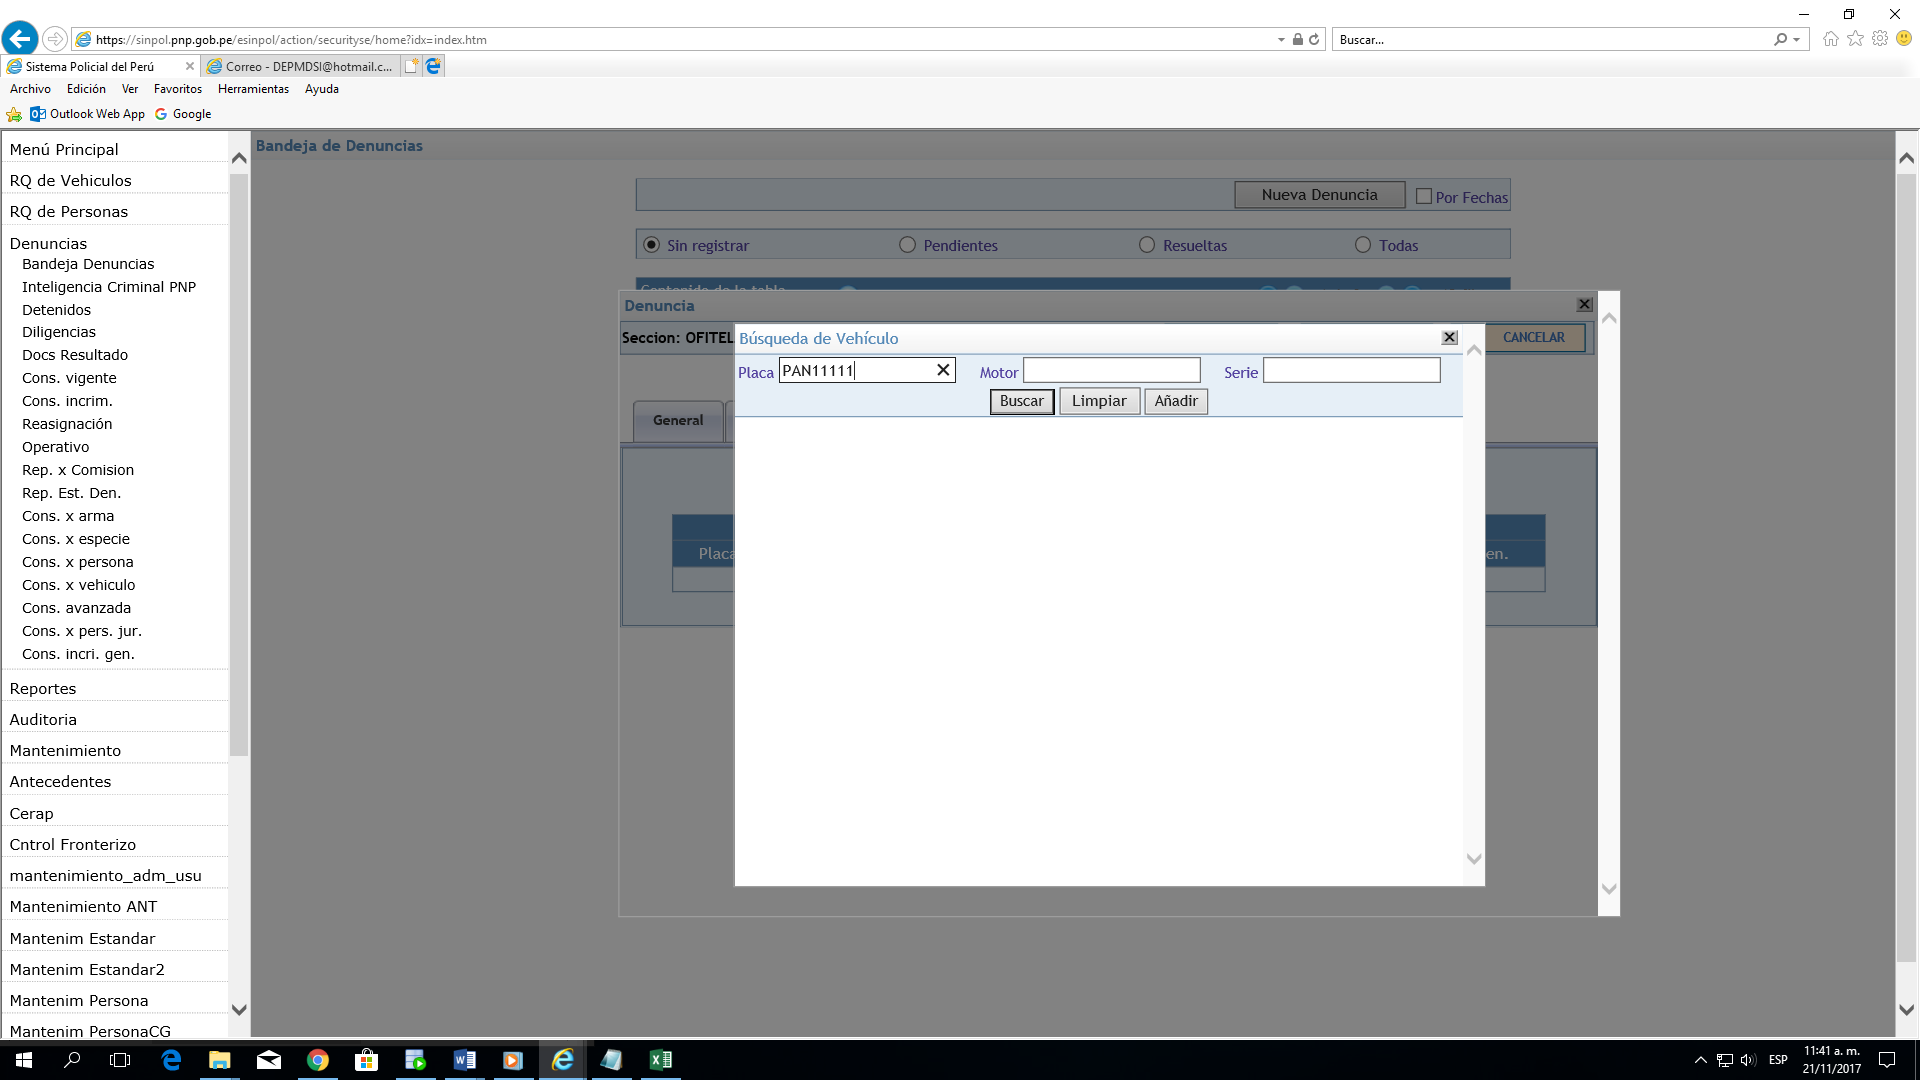 https://sinpol.pnp.gob.pe/esinpol/action/securityse/home?idx=index.htm
Buscar...
Sistema Policial del Perú
Correo - DEPMDSI@hotmail.c...
Archivo Edición Ver Favoritos Herramientas Ayuda
Outlook Web App Google
Menú Principal
RQ de Vehiculos
RQ de Personas
Denuncias
Bandeja Denuncias
Inteligencia Criminal PNP
Detenidos
Diligencias
Docs Resultado
Cons. vigente
Cons. incrim.
Reasignación
Operativo
Rep. x Comision
Rep. Est. Den.
Cons. x arma
Cons. x especie
Cons. x persona
Cons. x vehiculo
Cons. avanzada
Cons. x pers. jur.
Cons. incri. gen.
Reportes
Auditoria
Mantenimiento
Antecedentes
Cerap
Cntrol Fronterizo
mantenimiento_adm_usu
Mantenimiento ANT
Mantenim Estandar
Mantenim Estandar2
Mantenim Persona
Mantenim PersonaCG
Bandeja de Denuncias
Nueva Denuncia Por Fechas
Sin registrar Pendientes Resueltas Todas
Contenido de la tabla
Denuncia
Seccion: OFITEL
CANCELAR
Búsqueda de Vehículo
Placa PAN11111 Motor Serie
Buscar Limpiar Añadir
General
Placa
en.
ESP
11:41 a. m.
21/11/2017